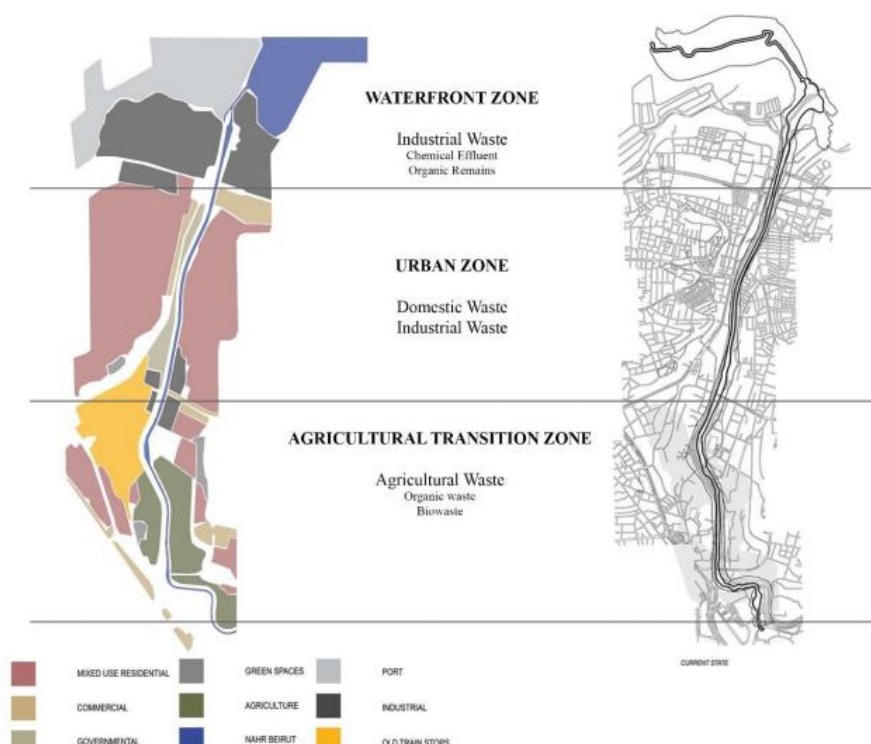 WATERFRONT ZONE
Industrial Waste
Chemical Effluent
Organic Remains
URBAN ZONE
Domestic Waste
Industrial Waste
AGRICULTURAL TRANSITION ZONE
Agricultural Waste
Organic waste
Biowaste
CURRENT STATE
MIXED USE RESIDENTIAL
GREEN SPACES
PORT
COMMERCIAL
AGRICULTURE
INDUSTRIAL
GOVERNMENTAL
NAHR BEIRUT
OLD TRAIN STOPS